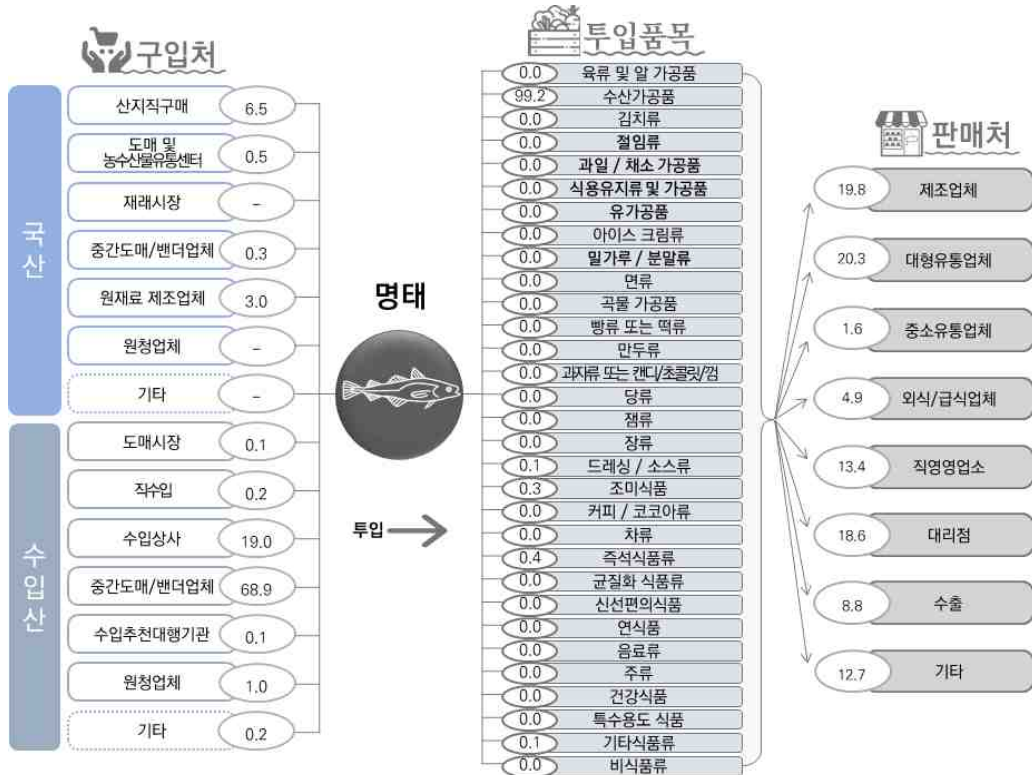 구입처
국산
산지직구매 6.5
도매 및
농수산물유통센터 0.5
재래시장 –
중간도매/밴더업체 0.3
원재료 제조업체 3.0
원청업체 –
기타 –
수입산
도매시장 0.1
직수입 0.2
수입상사 19.0
중간도매/밴더업체 68.9
수입추천대행기관 0.1
원청업체 1.0
기타 0.2
명태
투입
투입품목
0.0 육류 및 알 가공품
99.2 수산가공품
0.0 김치류
0.0 절임류
0.0 과일 / 채소 가공품
0.0 식용유지류 및 가공품
0.0 유가공품
0.0 아이스 크림류
0.0 밀가루 / 분말류
0.0 면류
0.0 곡물 가공품
0.0 빵류 또는 떡류
0.0 만두류
0.0 과자류 또는 캔디/초콜릿/껌
0.0 당류
0.0 잼류
0.0 장류
0.1 드레싱 / 소스류
0.3 조미식품
0.0 커피 / 코코아류
0.0 차류
0.4 즉석식품류
0.0 균질화 식품류
0.0 신선편의식품
0.0 연식품
0.0 음료류
0.0 주류
0.0 건강식품
0.0 특수용도 식품
0.1 기타식품류
0.0 비식품류
판매처
19.8 제조업체
20.3 대형유통업체
1.6 중소유통업체
4.9 외식/급식업체
13.4 직영영업소
18.6 대리점
8.8 수출
12.7 기타